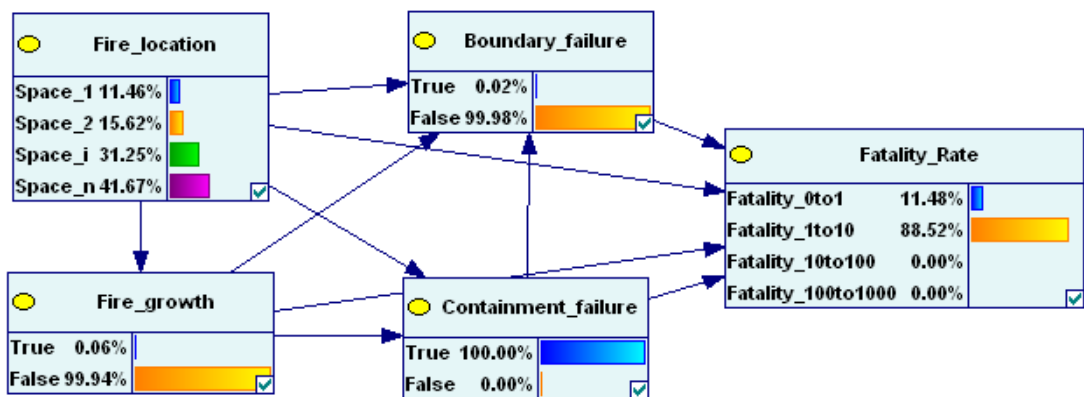 Fire_location
Space_1 11.46%
Space_2 15.62%
Space_i 31.25%
Space_n 41.67%
Boundary_failure
True 0.02%
False 99.98%
Fatality_Rate
Fatality_0to1 11.48%
Fatality_1to10 88.52%
Fatality_10to100 0.00%
Fatality_100to1000 0.00%
Fire_growth
True 0.06%
False 99.94%
Containment_failure
True 100.00%
False 0.00%